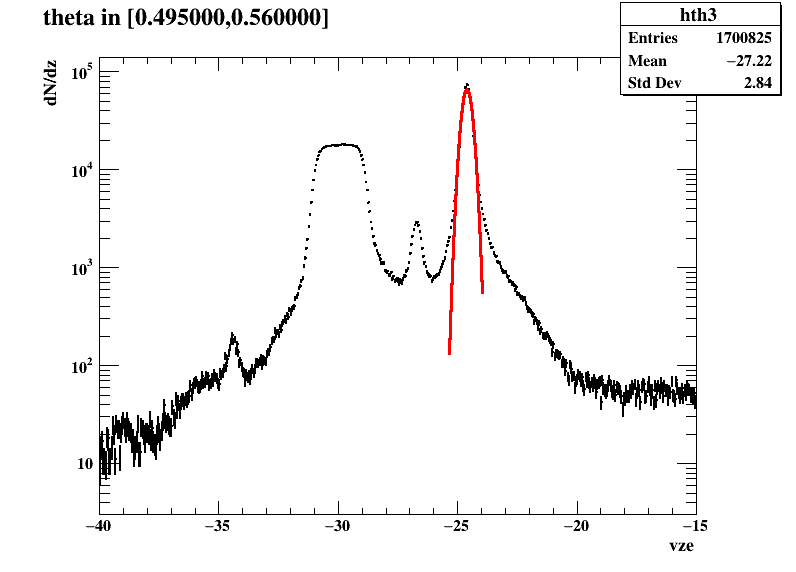 theta in [0.495000,0.560000]
hth3
Entries 1700825
Mean −27.22
Std Dev 2.84
dN/dz
10^5
10^4
10^3
10^2
10
−40 −35 −30 −25 −20 −15
vze